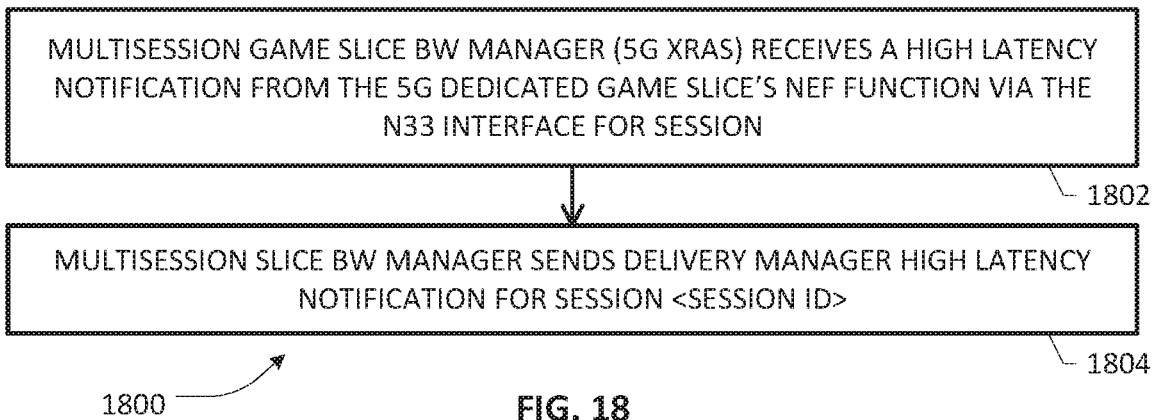 MULTISESSION GAME SLICE BW MANAGER (5G XRAS) RECEIVES A HIGH LATENCY
NOTIFICATION FROM THE 5G DEDICATED GAME SLICE'S NEF FUNCTION VIA THE
N33 INTERFACE FOR SESSION
1802
MULTISESSION SLICE BW MANAGER SENDS DELIVERY MANAGER HIGH LATENCY
NOTIFICATION FOR SESSION <SESSION ID>
1804
1800
FIG. 18